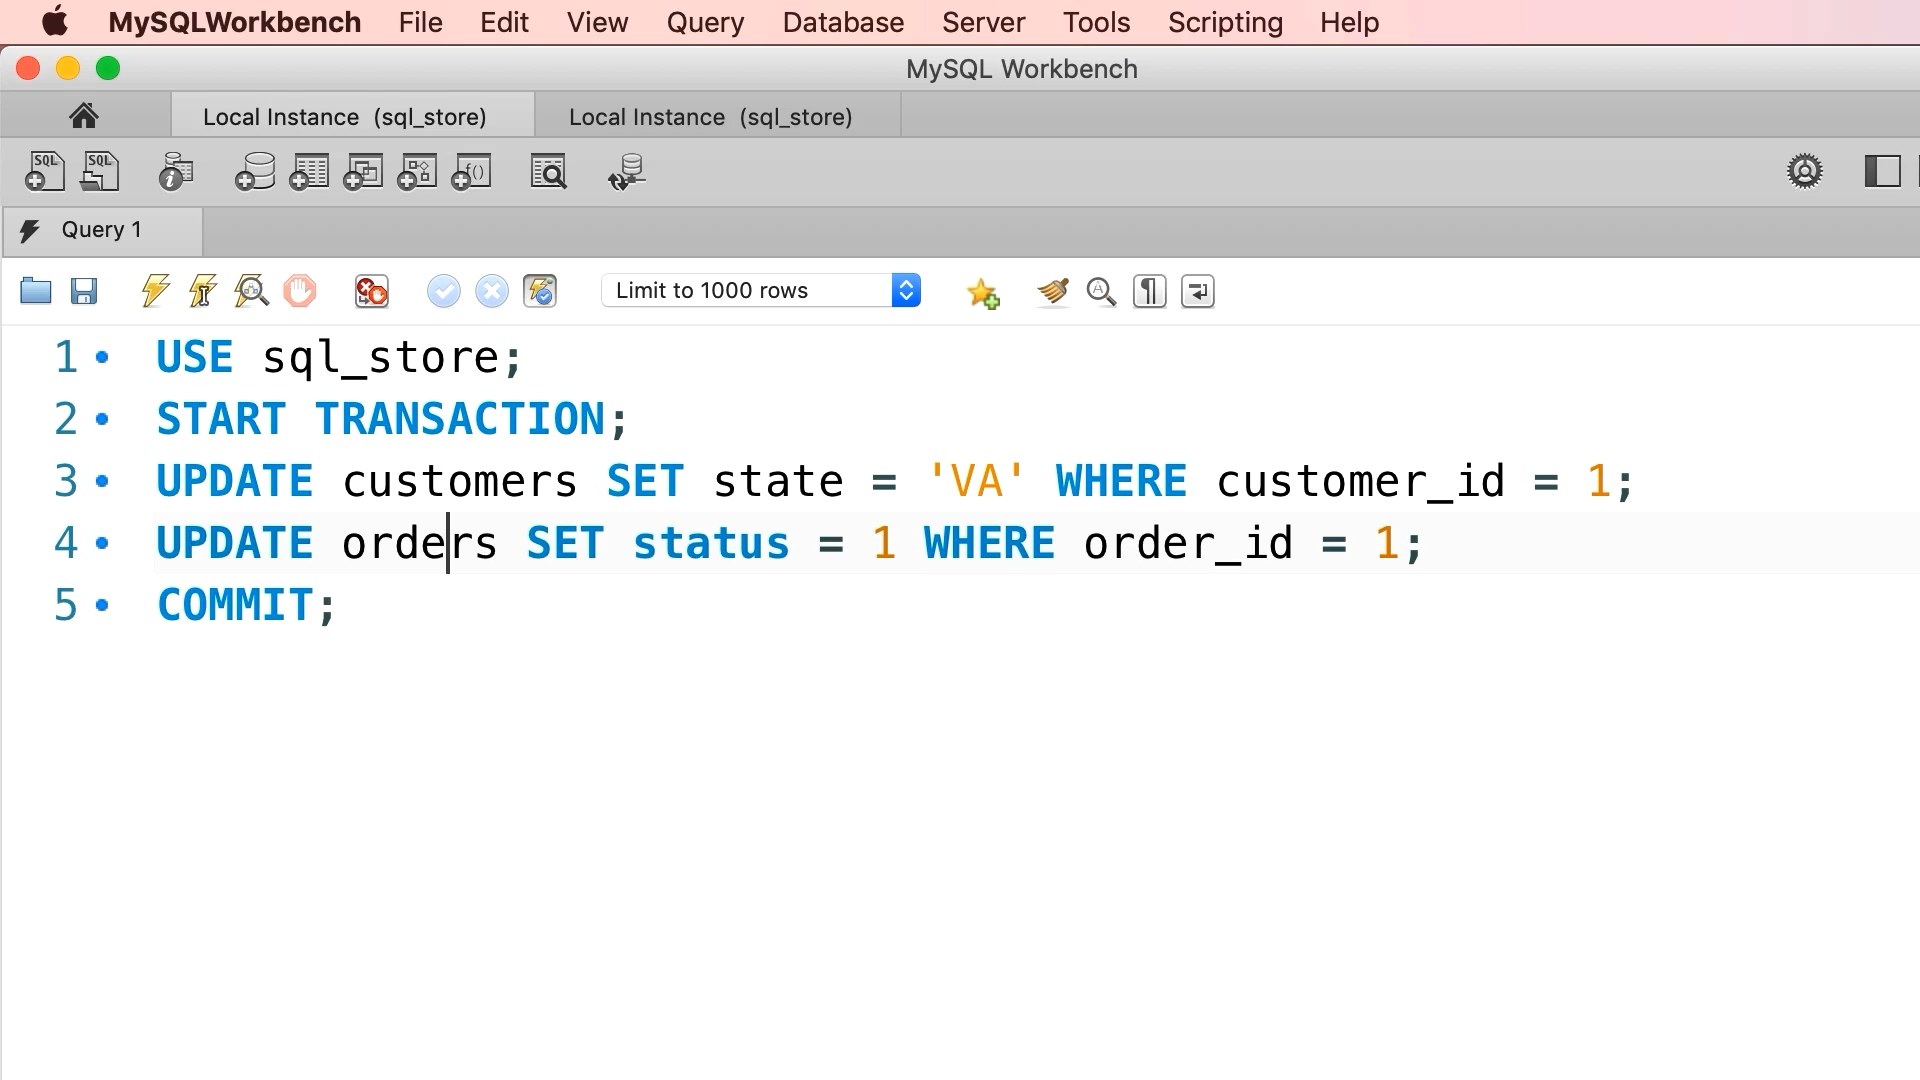 MySQLWorkbench File Edit View Query Database Server Tools Scripting Help
MySQL Workbench
Local Instance (sql_store) Local Instance (sql_store)
SQL SQL
Query 1
Limit to 1000 rows
1 USE sql_store;
2 START TRANSACTION;
3 UPDATE customers SET state = 'VA' WHERE customer_id = 1;
4 UPDATE orders SET status = 1 WHERE order_id = 1;
5 COMMIT;